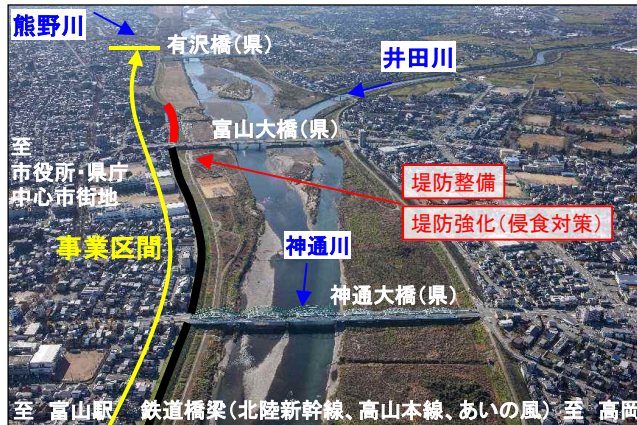 熊野川
有沢橋(県)
井田川
富山大橋(県)
至
市役所・県庁
中心市街地
堤防整備
堤防強化(侵食対策)
事業区間
神通川
神通大橋(県)
至 富山駅 鉄道橋梁(北陸新幹線、高山本線、あいの風) 至 高岡